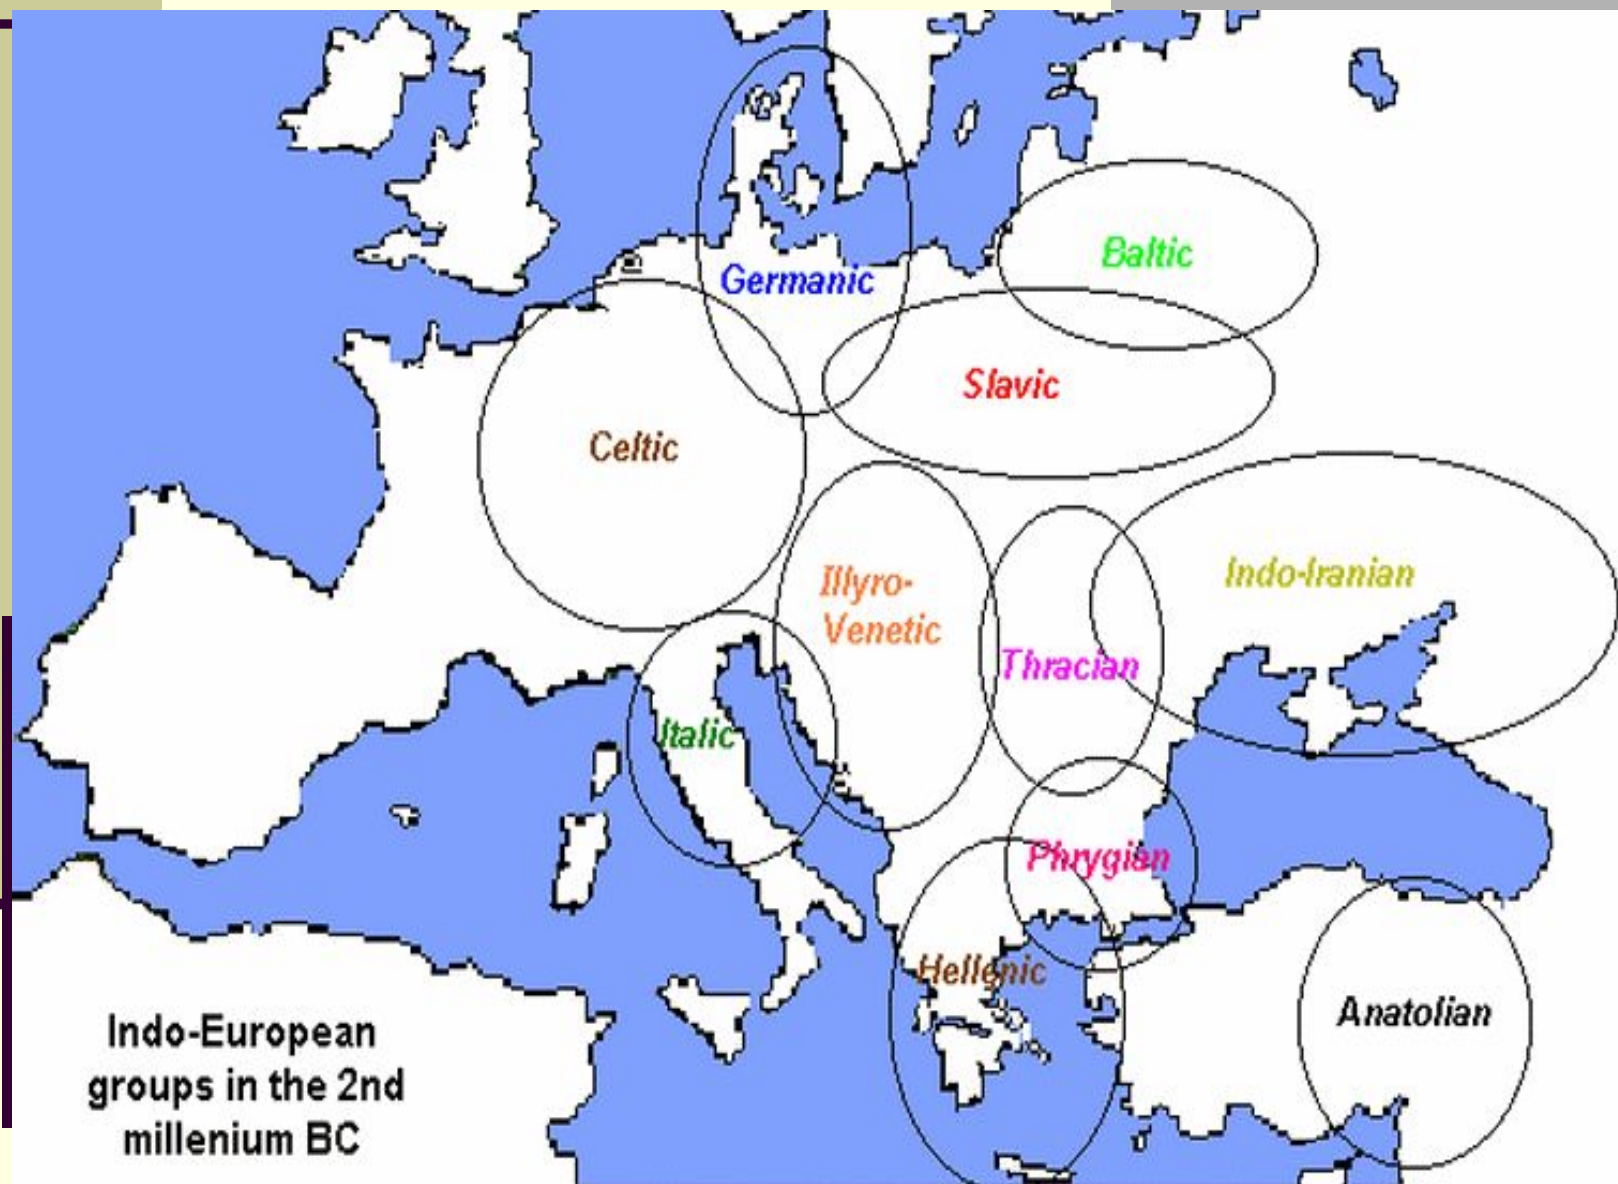 Germanic
Baltic
Slavic
Celtic
Illyro-
Venetic
Indo-Iranian
Thracian
Italic
Phrygian
Hellenic
Anatolian
Indo-European
groups in the 2nd
millenium BC